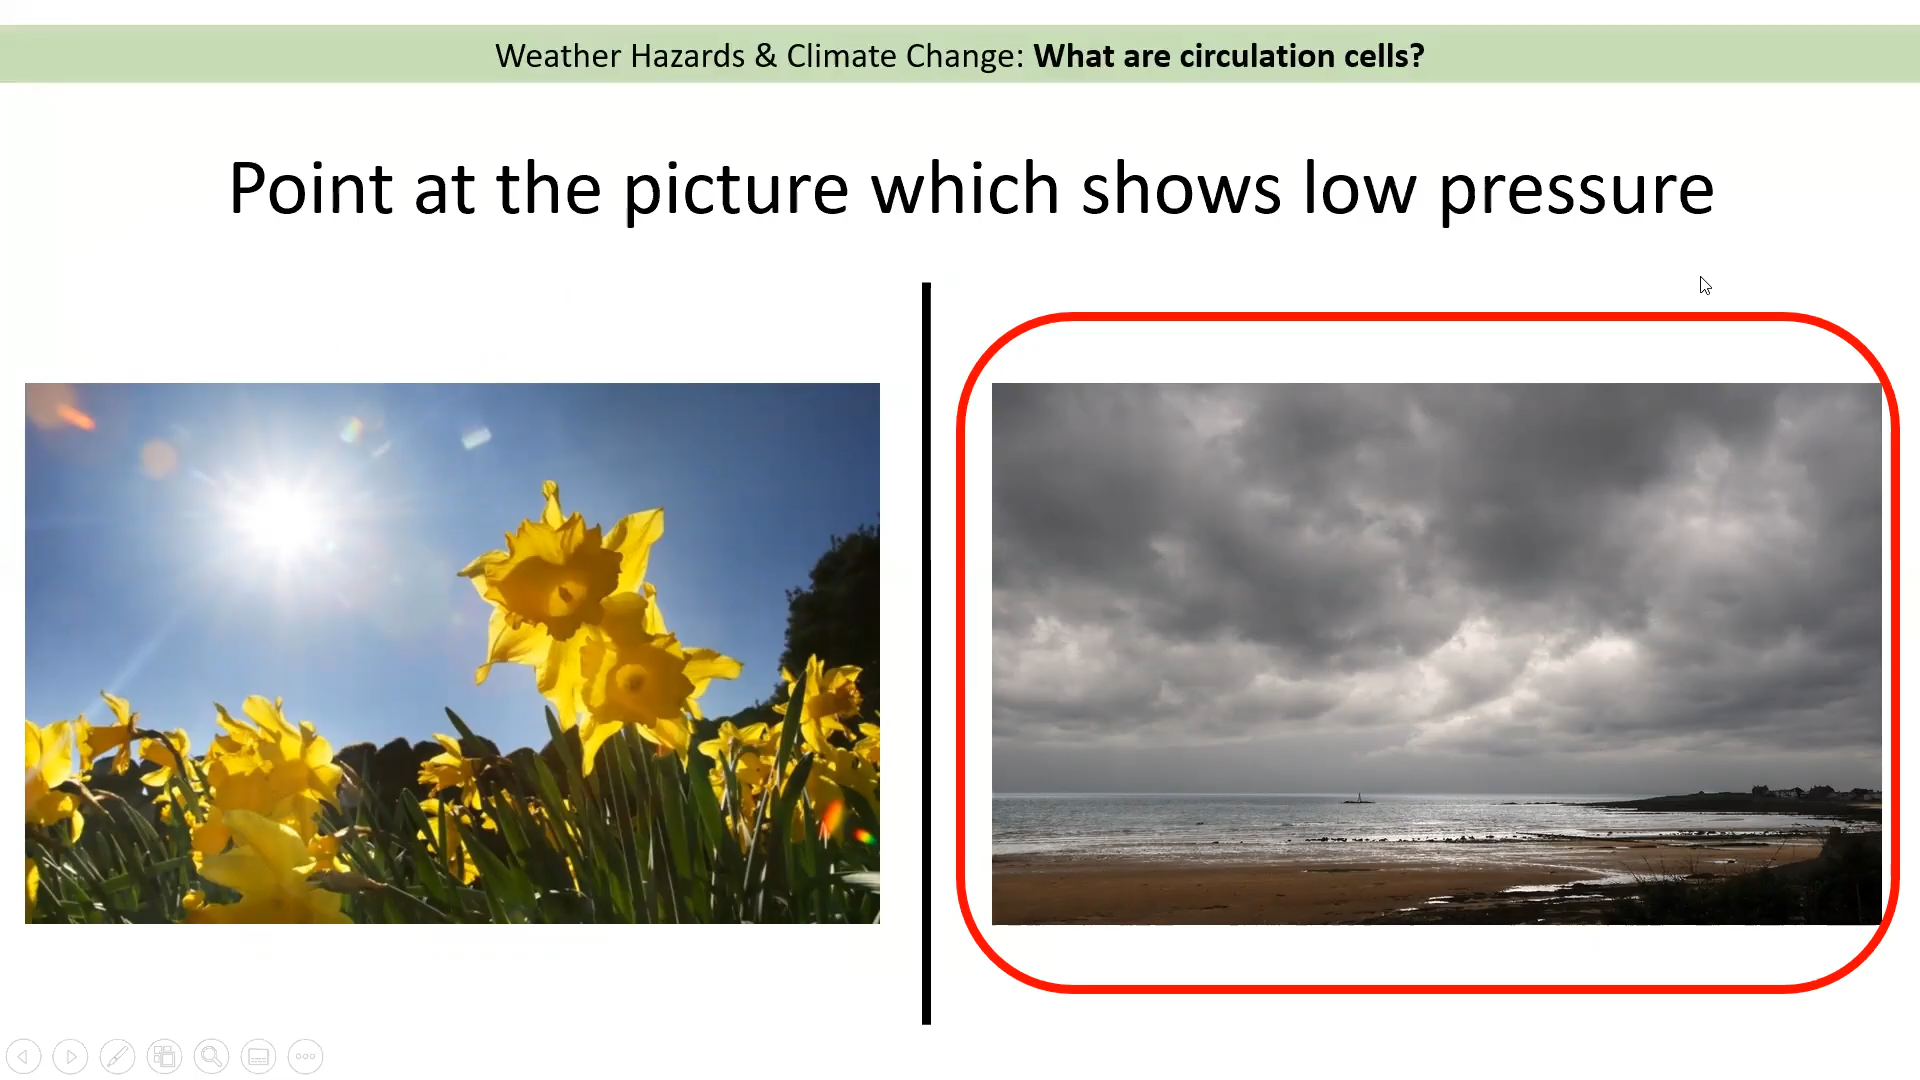 Weather Hazards & Climate Change: What are circulation cells?
Point at the picture which shows low pressure